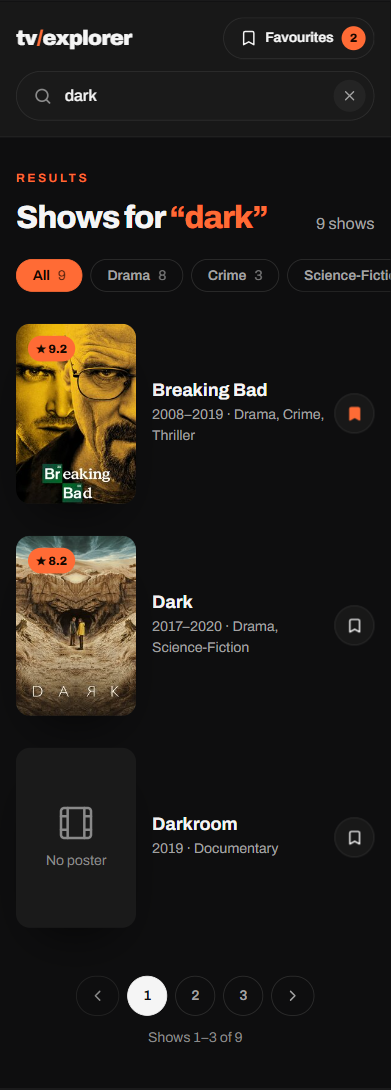 tv/explorer
Favourites 2
dark
RESULTS
Shows for “dark”
9 shows
All 9 Drama 8 Crime 3 Science-Ficti
★ 9.2
Breaking
Bad
Breaking Bad
2008–2019 · Drama, Crime,
Thriller
★ 8.2
D A Я K
Dark
2017–2020 · Drama,
Science-Fiction
No poster
Darkroom
2019 · Documentary
1 2 3
Shows 1–3 of 9